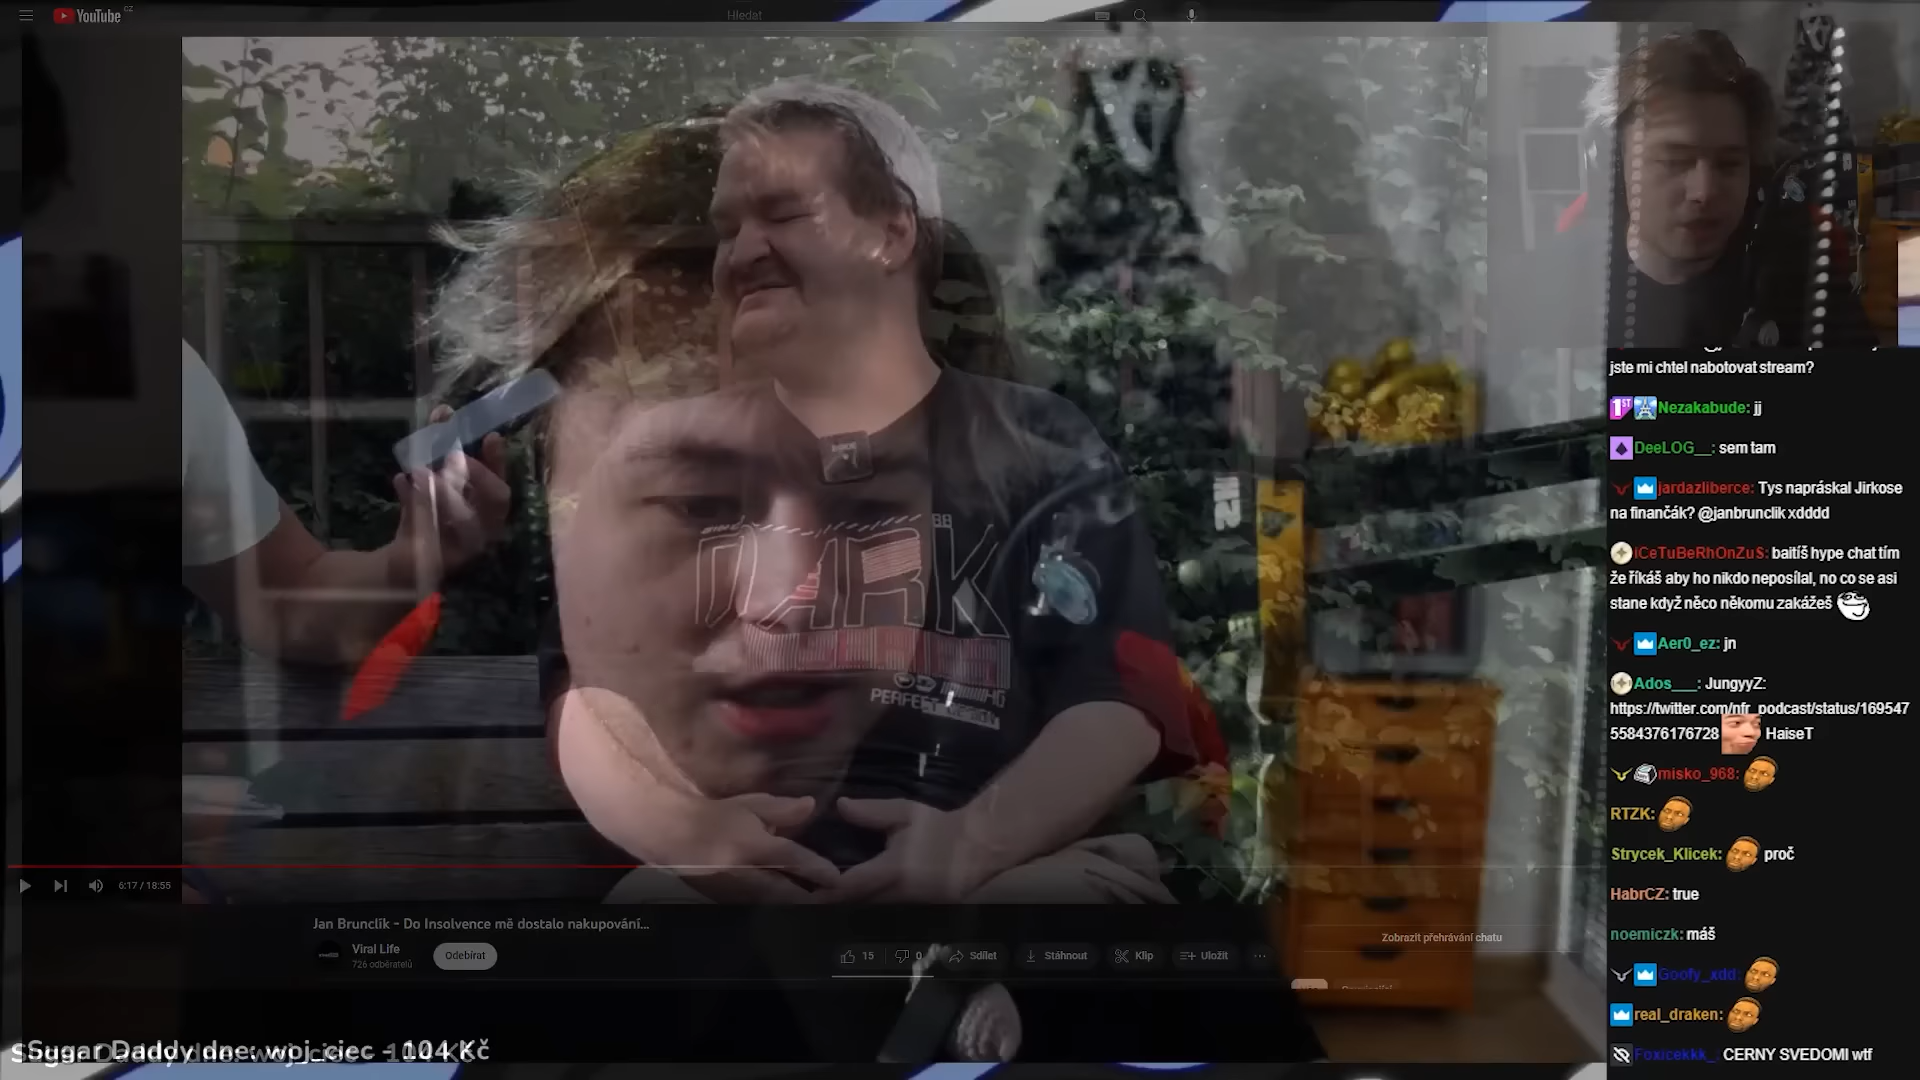 YouTube CZ
Hledat
DARK
PERFECT DESIGN
6:17 / 18:55
Jan Brunclík - Do Insolvence mě dostalo nakupování...
Viral Life
726 odběratelů
Odebírat
15
0
Sdílet
Stáhnout
Klip
Uložit
Zobrazit přehrávání chatu
Sugar Daddy dne: woj_ciec - 104 Kč
jste mi chtel nabotovat stream?
Nezakabude: jj
DeeLOG__: sem tam
jardazliberce: Tys napráskal Jirkose
na finančák? @janbrunclik xdddd
ICeTuBeRhOnZuS: baitíš hype chat tím
že říkáš aby ho nikdo neposílal, no co se asi
stane když něco někomu zakážeš
Aer0_ez: jn
Ados___: JungyyZ:
https://twitter.com/nfr_podcast/status/169547
5584376176728 HaiseT
misko_968:
RTZK:
Strycek_Klicek: proč
HabrCZ: true
noemiczk: máš
Goofy_xdd:
real_draken:
Foxicekkk_: CERNY SVEDOMI wtf